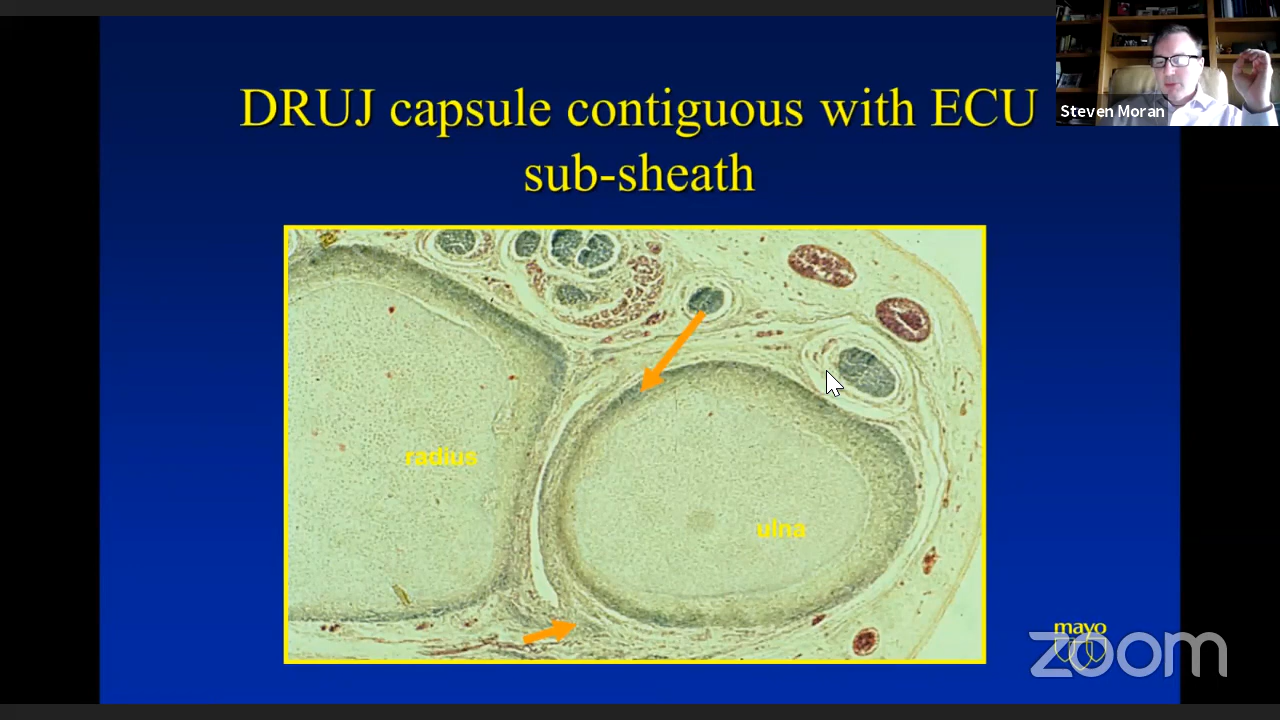 DRUJ capsule contiguous with ECU
sub-sheath
Steven Moran
radius
ulna
mayo
zoom